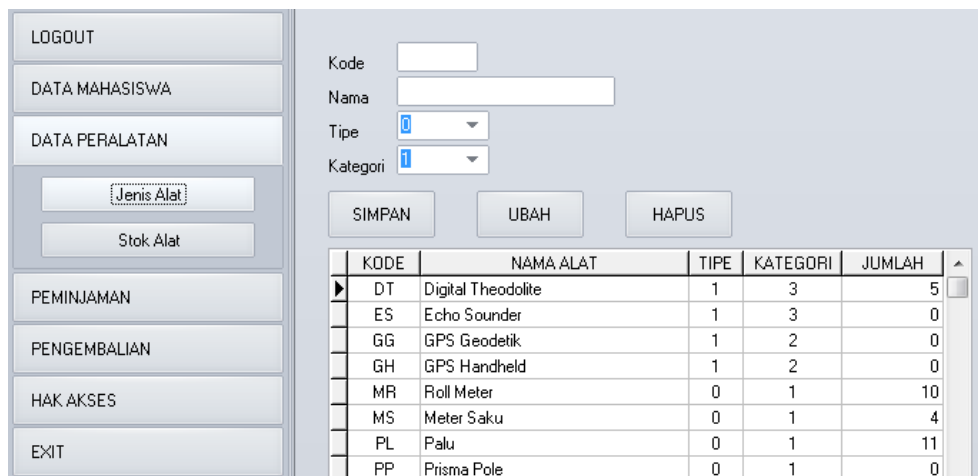 LOGOUT
DATA MAHASISWA
DATA PERALATAN
Jenis Alat
Stok Alat
PEMINJAMAN
PENGEMBALIAN
HAK AKSES
EXIT
Kode
Nama
Tipe 0
Kategori 1
SIMPAN UBAH HAPUS
KODE NAMA ALAT TIPE KATEGORI JUMLAH
DT Digital Theodolite 1 3 5
ES Echo Sounder 1 3 0
GG GPS Geodetik 1 2 0
GH GPS Handheld 1 2 0
MR Roll Meter 0 1 10
MS Meter Saku 0 1 4
PL Palu 0 1 11
PP Prisma Pole 0 1 0